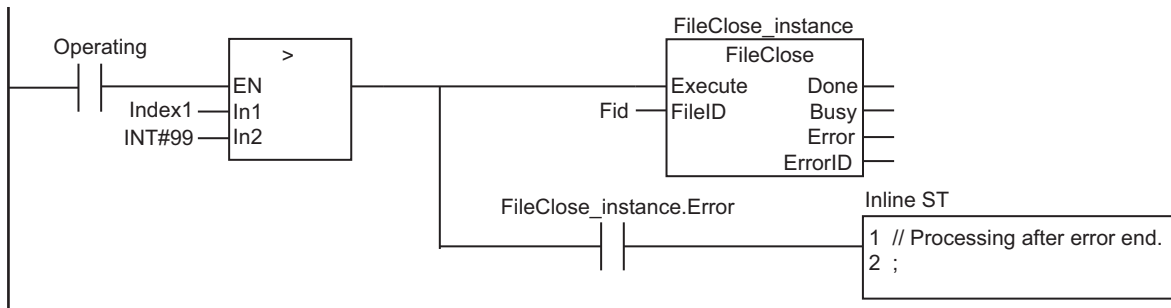 FileClose_instance
Operating
>
FileClose
EN
Execute
Done
Index1
In1
Fid
FileID
Busy
INT#99
In2
Error
ErrorID
FileClose_instance.Error
Inline ST
1 // Processing after error end.
2 ;